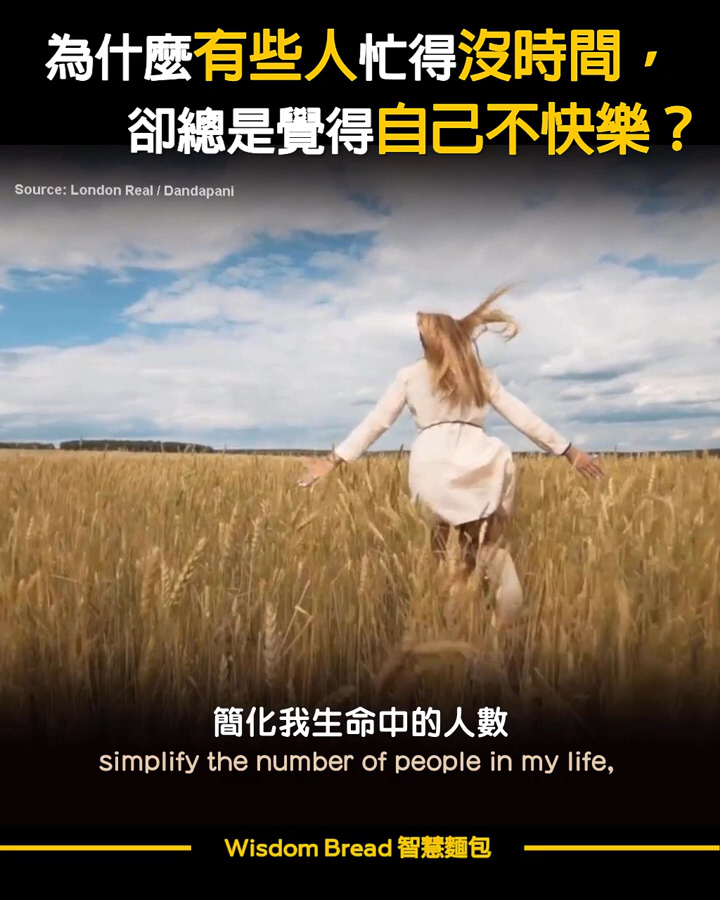 為什麼有些人忙得沒時間，
卻總是覺得自己不快樂？
Source: London Real / Dandapani
簡化我生命中的人數
simplify the number of people in my life,
Wisdom Bread 智慧麵包